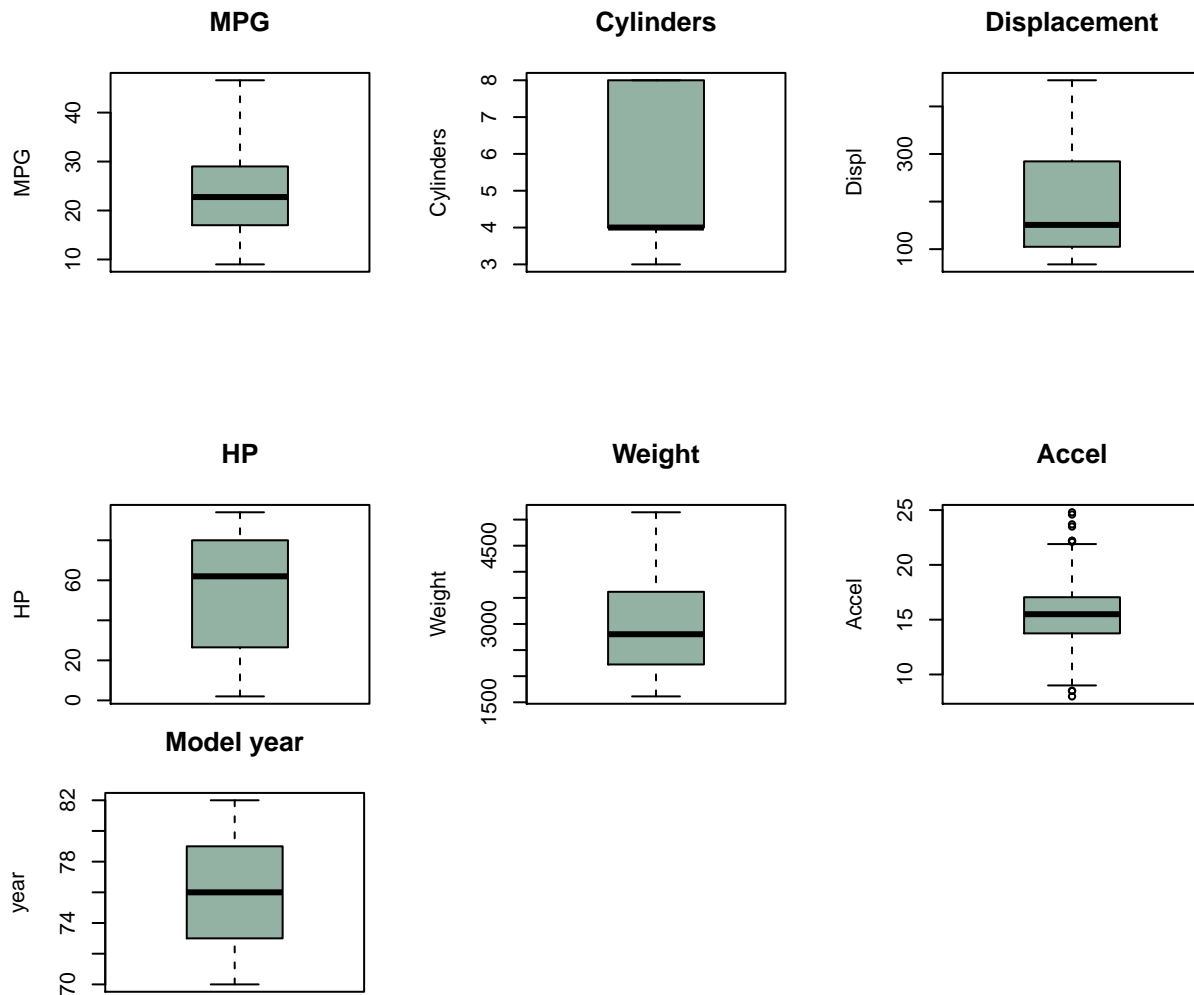 MPG
MPG
10 20 30 40
Cylinders
Cylinders
3 4 5 6 7 8
Displacement
Displ
100 300
HP
HP
0 20 60
Weight
Weight
1500 3000 4500
Accel
Accel
10 15 20 25
Model year
year
70 74 78 82